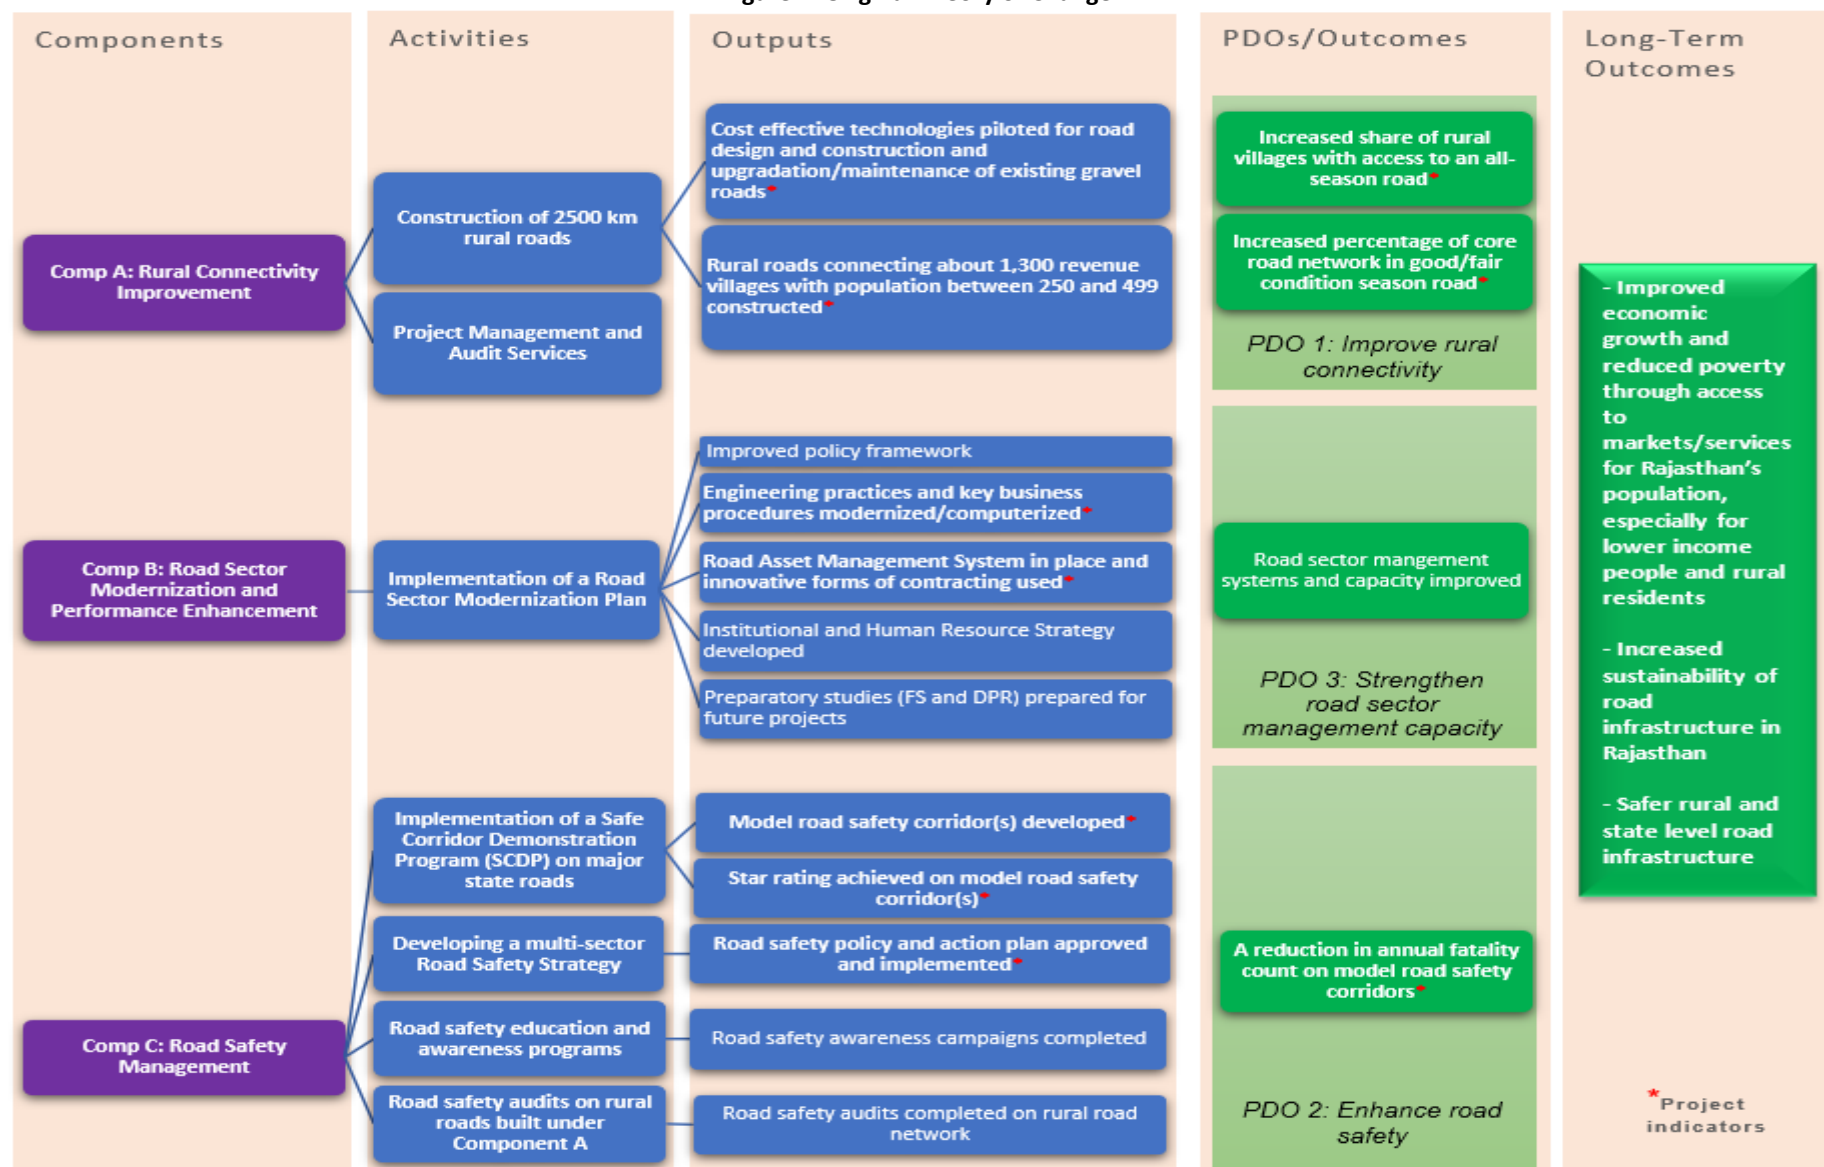 Components
Activities
Outputs
PDOs/Outcomes
Long-Term
Outcomes
Comp A: Rural Connectivity
Improvement
Construction of 2500 km
rural roads
Project Management and
Audit Services
Cost effective technologies piloted for road
design and construction and
upgradation/maintenance of existing gravel
roads*
Rural roads connecting about 1,300 revenue
villages with population between 250 and 499
constructed*
Increased share of rural
villages with access to an all-
season road*
Increased percentage of core
road network in good/fair
condition season road*
PDO 1: Improve rural
connectivity
Comp B: Road Sector
Modernization and
Performance Enhancement
Implementation of a Road
Sector Modernization Plan
Improved policy framework
Engineering practices and key business
procedures modernized/computerized*
Road Asset Management System in place and
innovative forms of contracting used*
Institutional and Human Resource Strategy
developed
Preparatory studies (FS and DPR) prepared for
future projects
Road sector mangement
systems and capacity improved
PDO 3: Strengthen
road sector
management capacity
Comp C: Road Safety
Management
Implementation of a Safe
Corridor Demonstration
Program (SCDP) on major
state roads
Developing a multi-sector
Road Safety Strategy
Road safety education and
awareness programs
Road safety audits on rural
roads built under
Component A
Model road safety corridor(s) developed*
Star rating achieved on model road safety
corridor(s)*
Road safety policy and action plan approved
and implemented*
Road safety awareness campaigns completed
Road safety audits completed on rural road
network
A reduction in annual fatality
count on model road safety
corridors*
PDO 2: Enhance road
safety
- Improved
economic
growth and
reduced poverty
through access
to
markets/services
for Rajasthan's
population,
especially for
lower income
people and rural
residents
- Increased
sustainability of
road
infrastructure in
Rajasthan
- Safer rural and
state level road
infrastructure
*Project
indicators